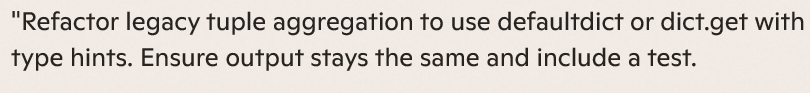 "Refactor legacy tuple aggregation to use defaultdict or dict.get with
type hints. Ensure output stays the same and include a test.